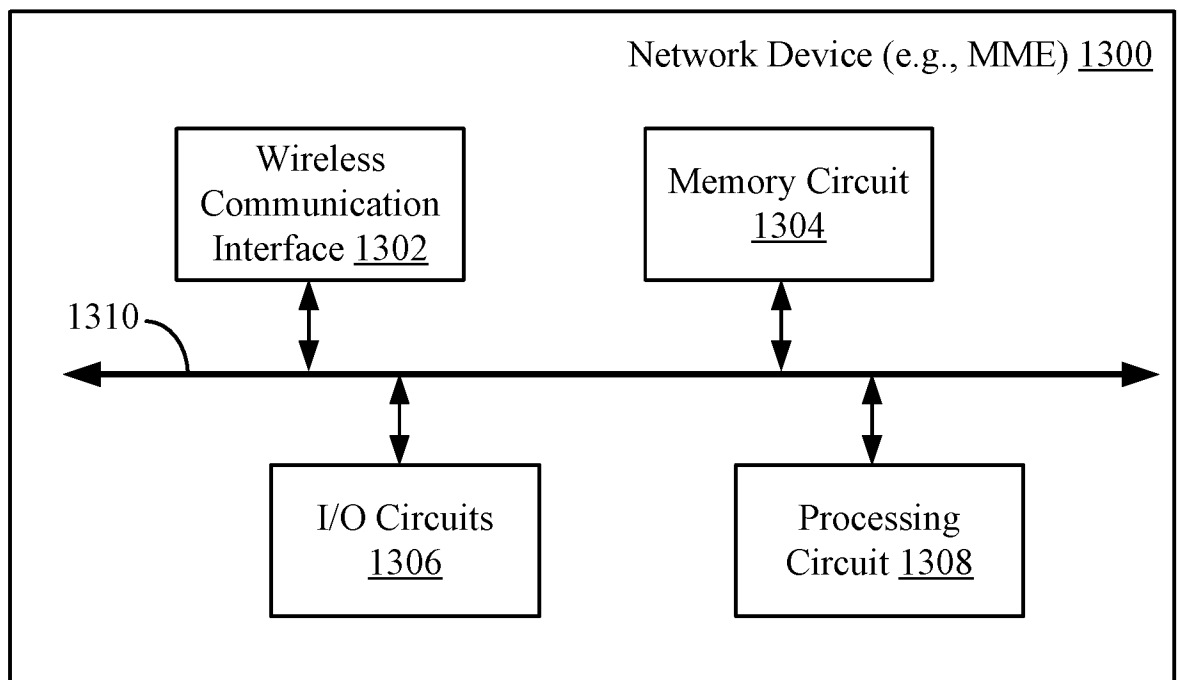 Network Device (e.g., MME) 1300
Wireless
Communication
Interface 1302
Memory Circuit
1304
1310
I/O Circuits
1306
Processing
Circuit 1308